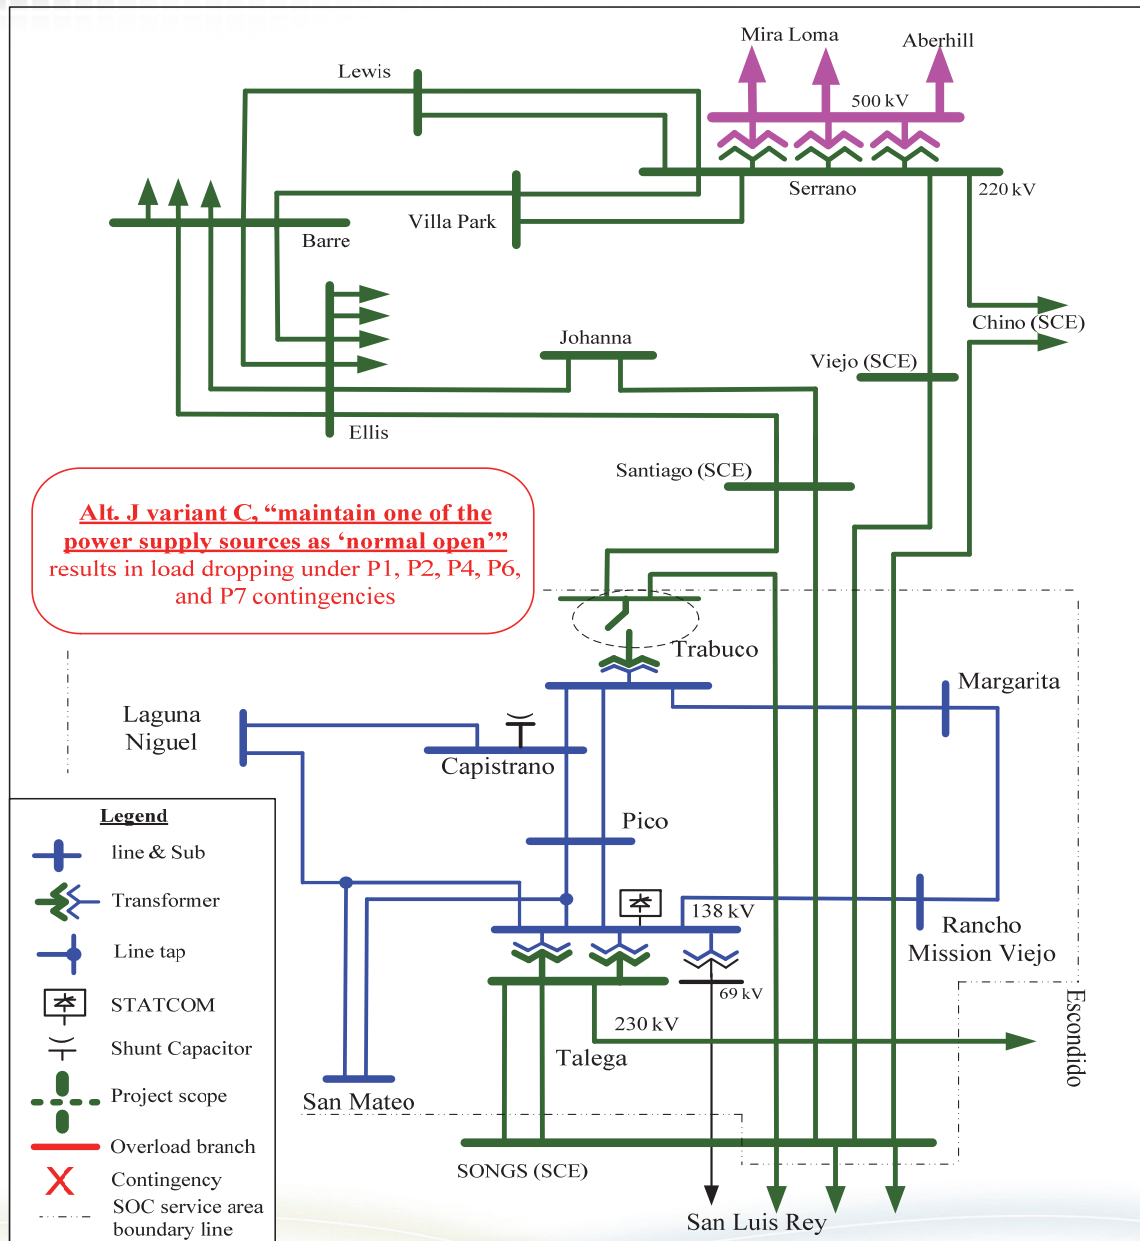 Mira Loma
Aberhill
Lewis
500 kV
Serrano
220 kV
Villa Park
Barre
Chino (SCE)
Johanna
Viejo (SCE)
Ellis
Santiago (SCE)
Alt. J variant C, “maintain one of the
power supply sources as ‘normal open’”
results in load dropping under P1, P2, P4, P6,
and P7 contingencies
Trabuco
Margarita
Laguna
Niguel
Capistrano
Pico
138 kV
Rancho
Mission Viejo
69 kV
230 kV
Talega
Escondido
San Mateo
SONGS (SCE)
San Luis Rey
Legend
line & Sub
Transformer
Line tap
STATCOM
Shunt Capacitor
Project scope
Overload branch
X
Contingency
SOC service area
boundary line